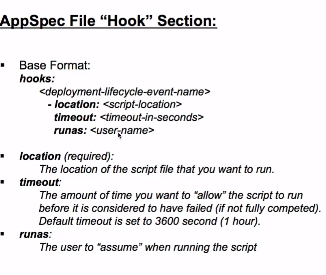 AppSpec File “Hook” Section:
▪ Base Format:
hooks:
<deployment-lifecycle-event-name>
- location: <script-location>
timeout: <timeout-in-seconds>
runas: <user-name>
▪ location (required):
The location of the script file that you want to run.
▪ timeout:
The amount of time you want to “allow” the script to run
before it is considered to have failed (if not fully competed).
Default timeout is set to 3600 second (1 hour).
▪ runas:
The user to “assume” when running the script